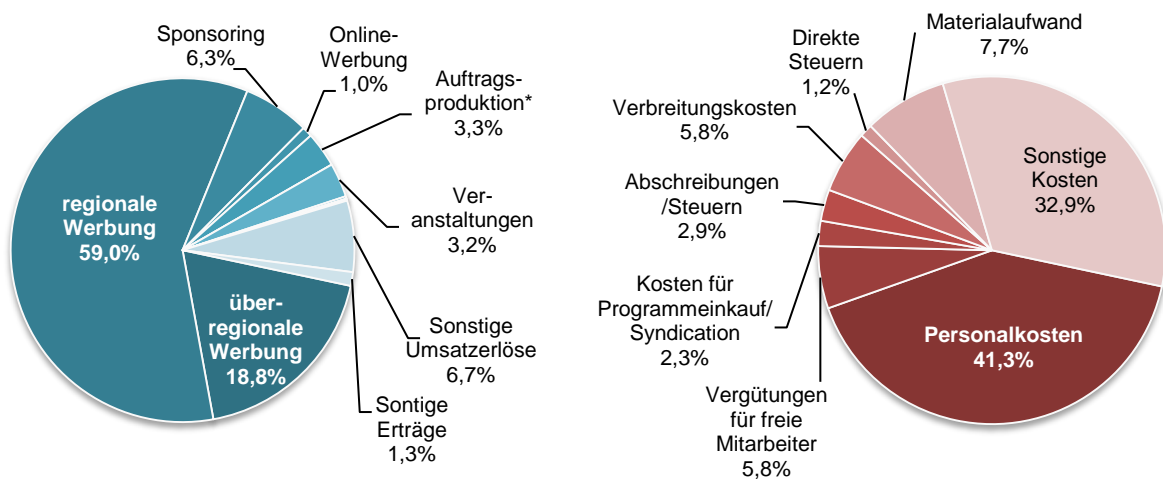 Sponsoring
6,3%
Online-
Werbung
1,0%
Auftrags-
produktion*
3,3%
Ver-
anstaltungen
3,2%
Sonstige
Umsatzerlöse
6,7%
Sontige
Erträge
1,3%
über-
regionale
Werbung
18,8%
regionale
Werbung
59,0%
Materialaufwand
7,7%
Direkte
Steuern
1,2%
Verbreitungskosten
5,8%
Abschreibungen
/Steuern
2,9%
Kosten für
Programmeinkauf/
Syndication
2,3%
Vergütungen
für freie
Mitarbeiter
5,8%
Personalkosten
41,3%
Sonstige
Kosten
32,9%